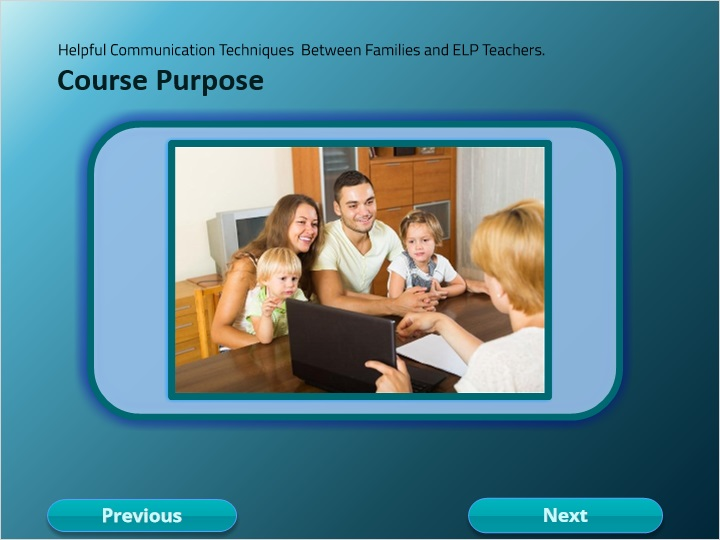 Helpful Communication Techniques  Between Families and ELP Teachers.
Course Purpose
Previous
Next